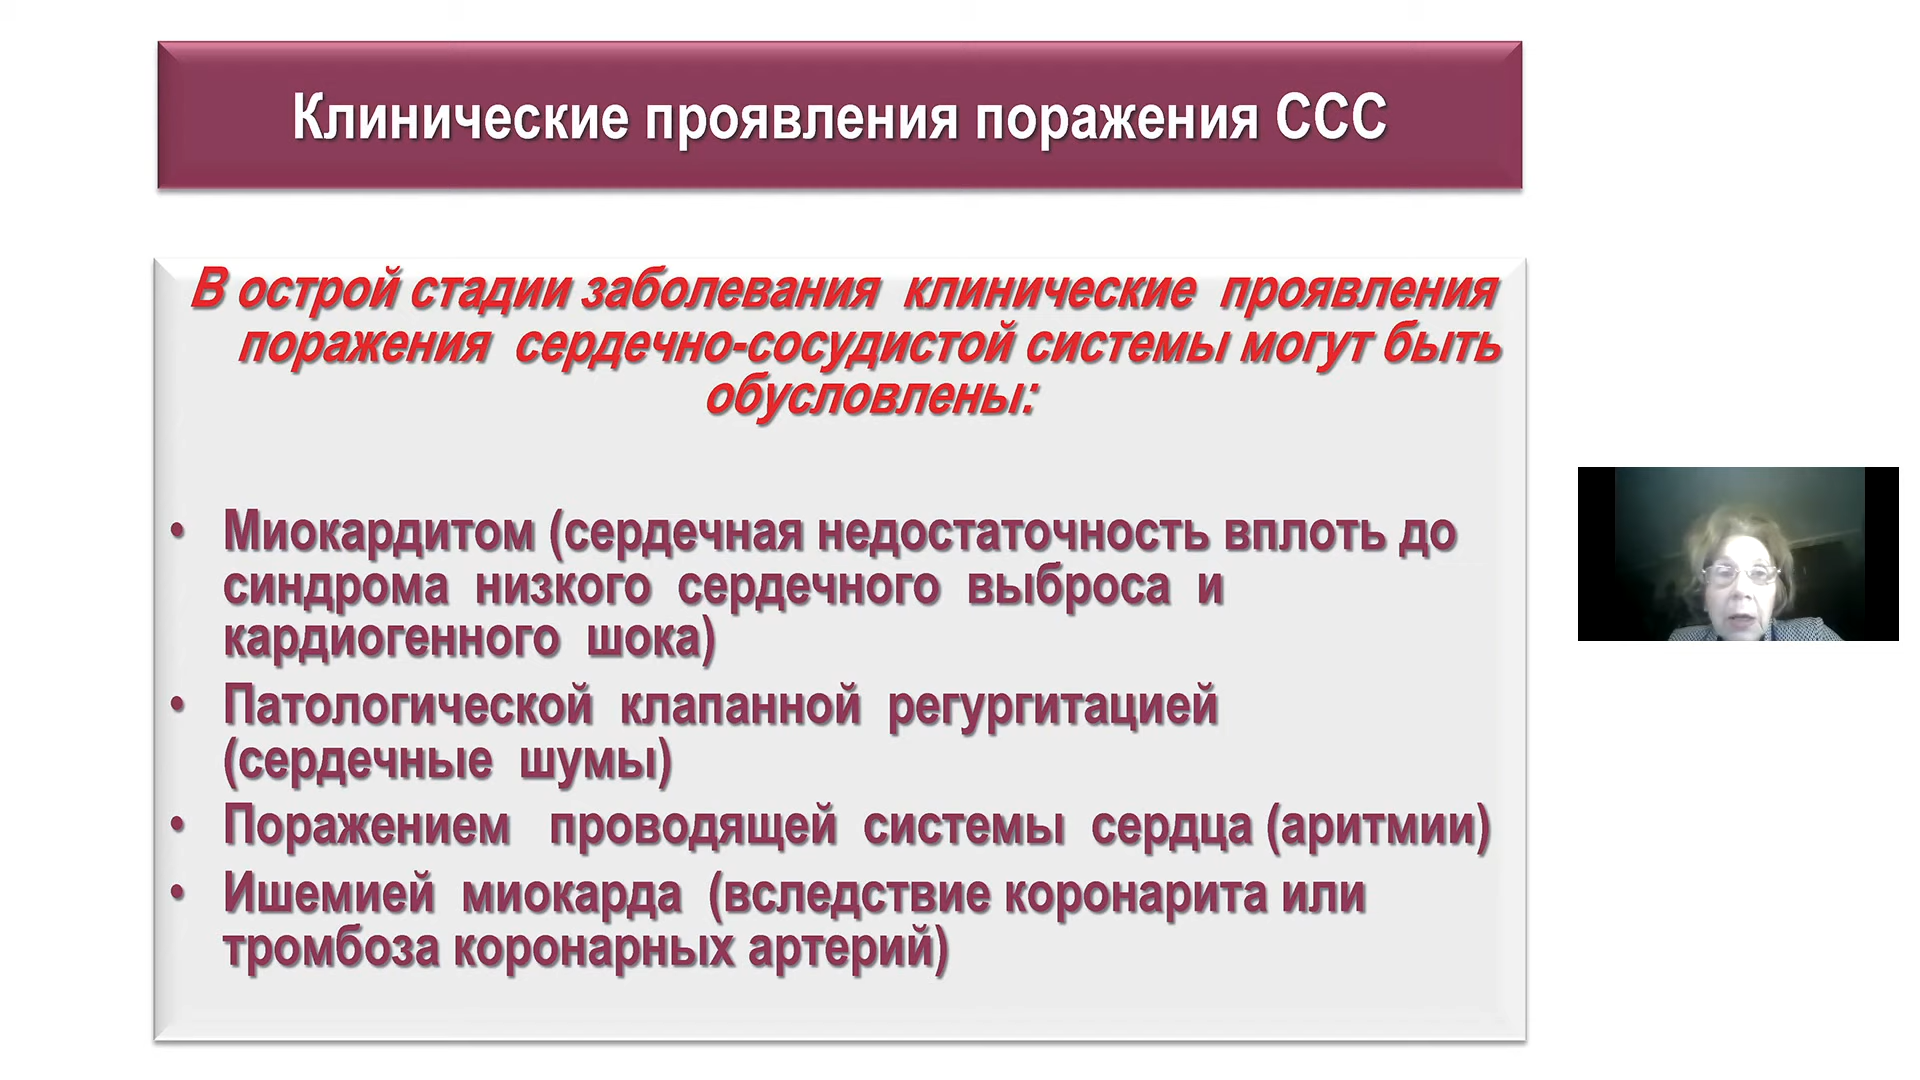 Клинические проявления поражения ССС
В острой стадии заболевания клинические проявления
поражения сердечно-сосудистой системы могут быть
обусловлены:
• Миокардитом (сердечная недостаточность вплоть до
синдрома низкого сердечного выброса и
кардиогенного шока)
• Патологической клапанной регургитацией
(сердечные шумы)
• Поражением проводящей системы сердца (аритмии)
• Ишемией миокарда (вследствие коронарита или
тромбоза коронарных артерий)